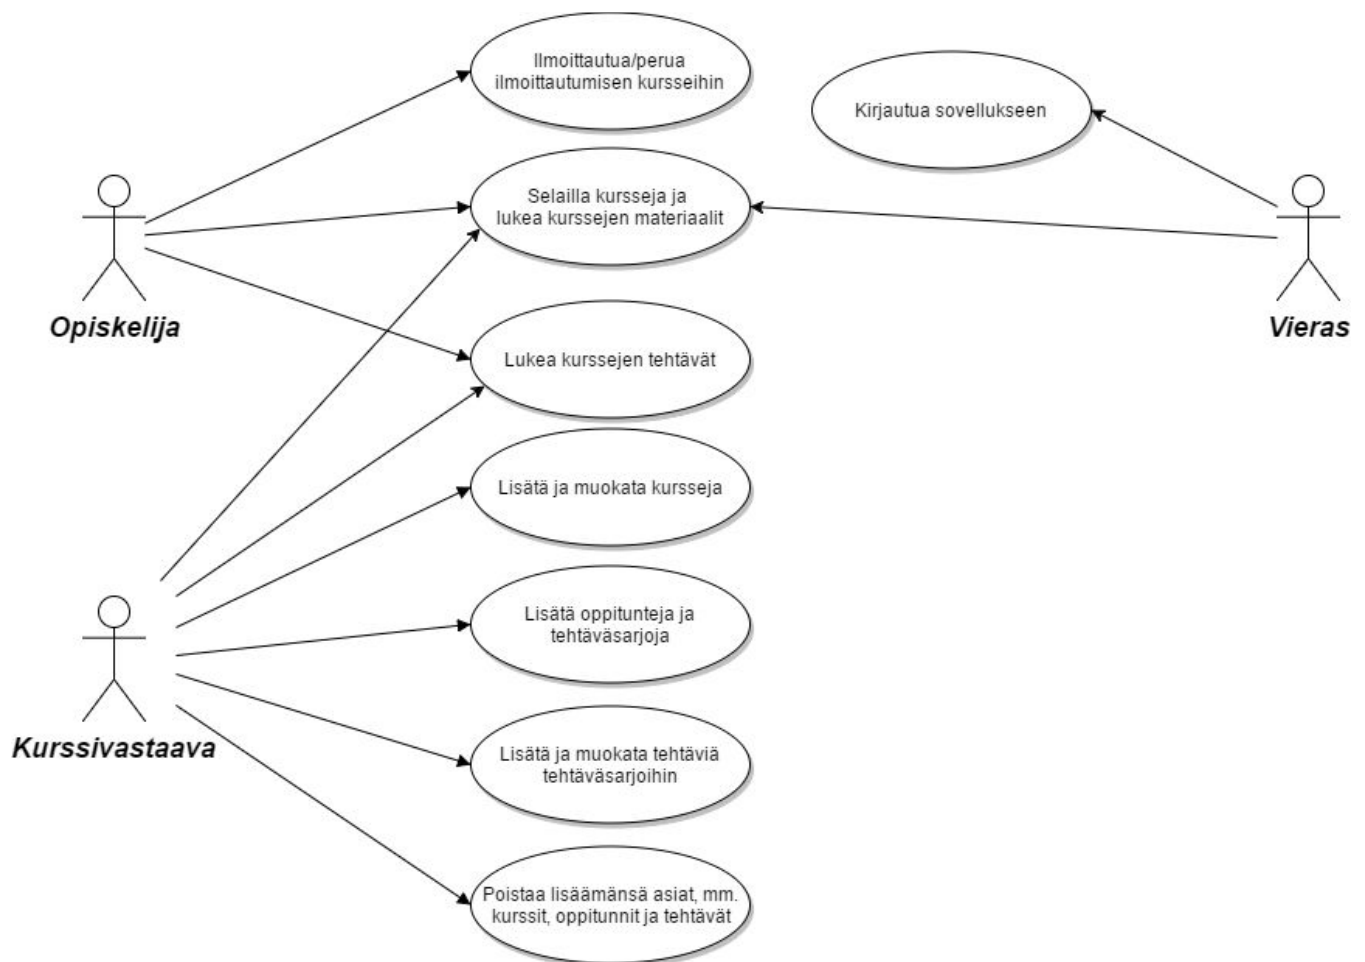 Ilmoittautua/perua
ilmoittautumisen kursseihin
Kirjautua sovellukseen
Selailla kursseja ja
lukea kurssejen materiaalit
Opiskelija
Vieras
Lukea kurssejen tehtävät
Lisätä ja muokata kursseja
Lisätä oppitunteja ja
tehtäväsarjoja
Kurssivastaava
Lisätä ja muokata tehtäviä
tehtäväsarjoihin
Poistaa lisäämänsä asiat, mm.
kurssit, oppitunnit ja tehtävät